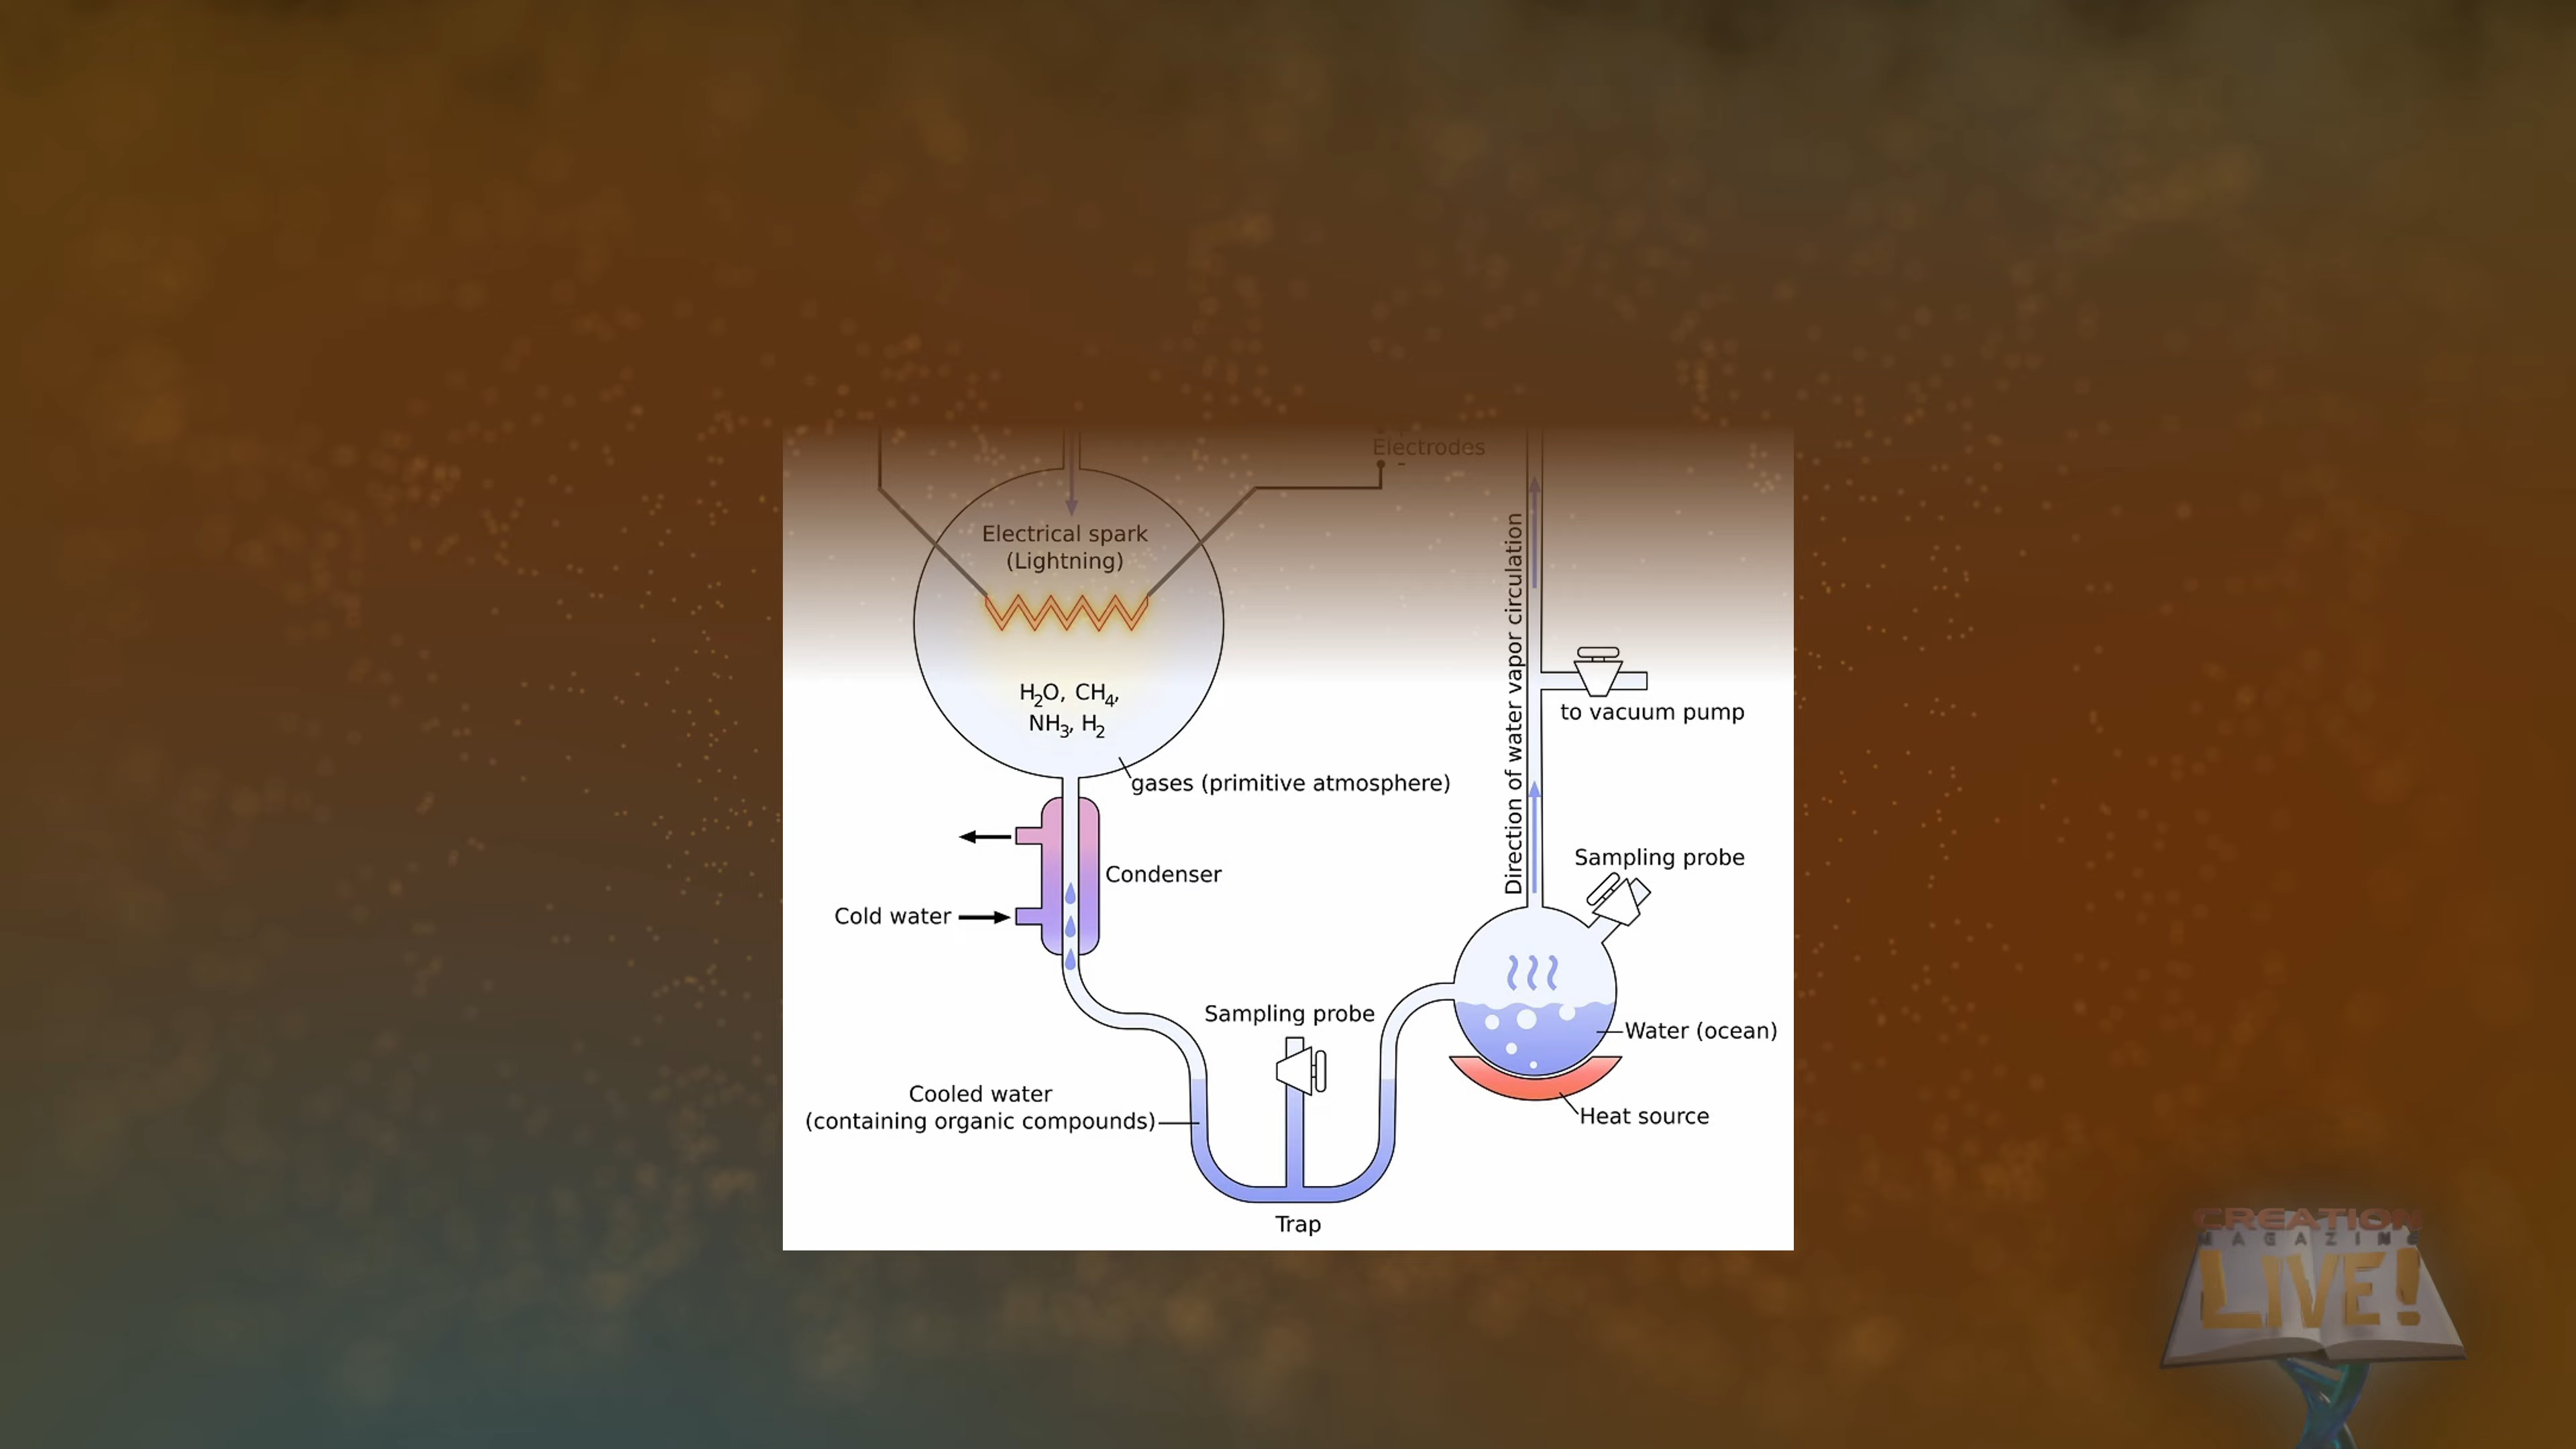 Electrodes
+
-
Electrical spark
(Lightning)
H2O, CH4,
NH3, H2
gases (primitive atmosphere)
Direction of water vapor circulation
to vacuum pump
Condenser
Cold water
Sampling probe
Sampling probe
Water (ocean)
Cooled water
(containing organic compounds)
Heat source
Trap
CREATION
MAGAZINE
LIVE!